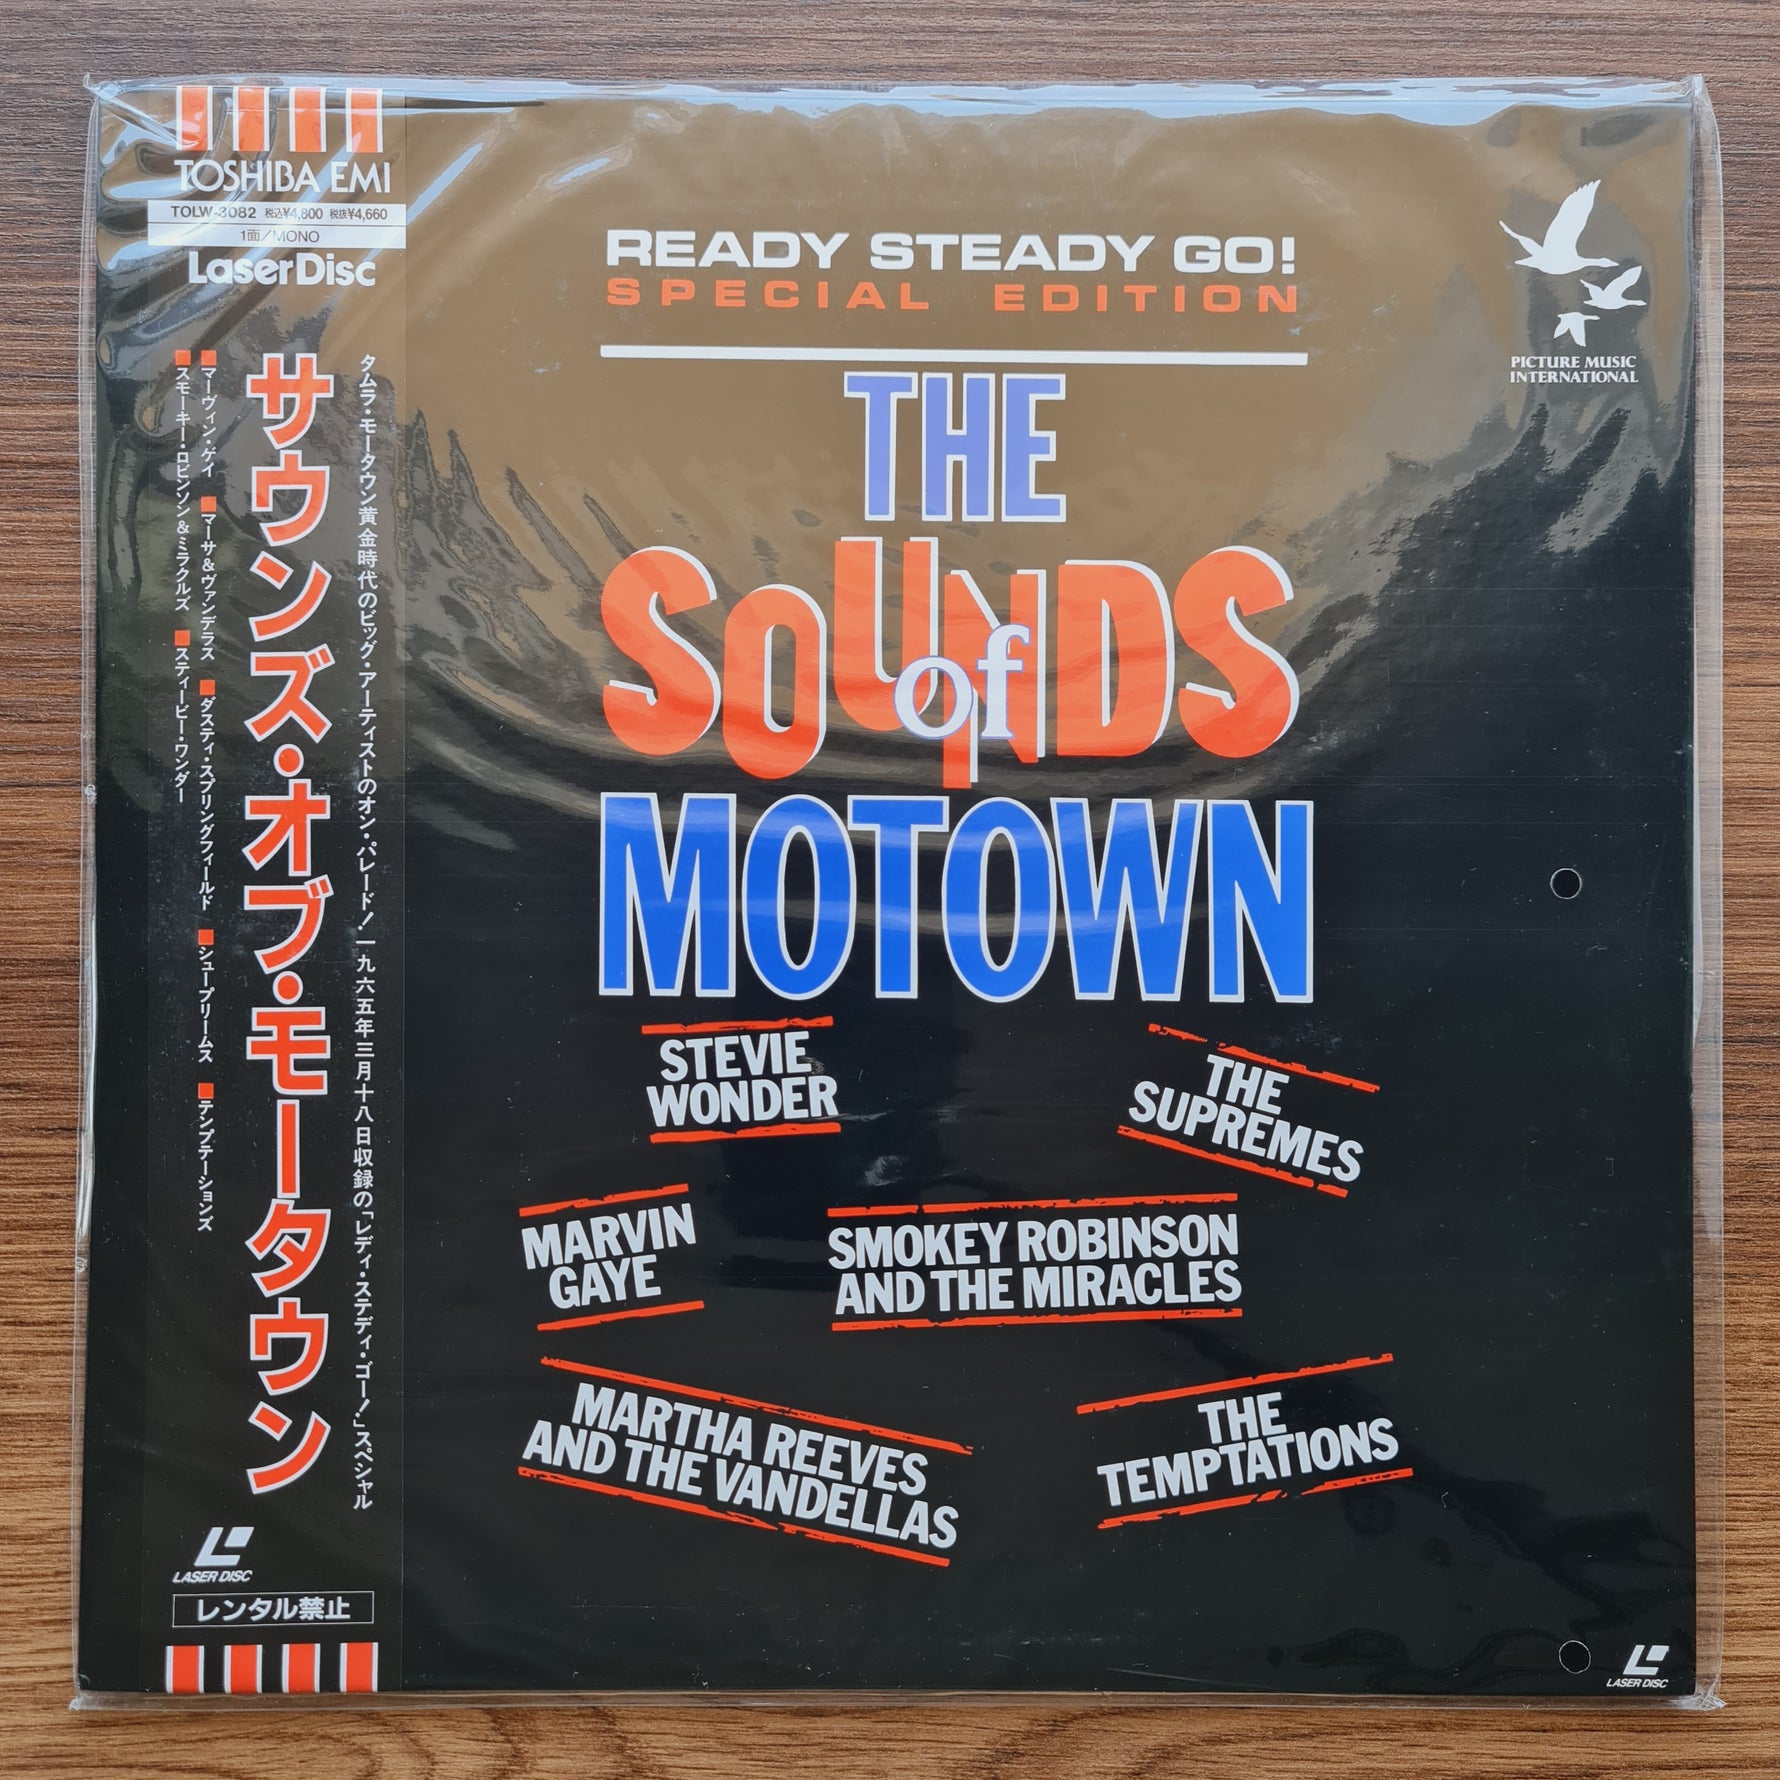 TOSHIBA EMI
TOLW-3082 税込¥4,800 税抜¥4,660
1面/MONO
LaserDisc
タムラ・モータウン黄金時代のビッグ・アーティストのオン・パレード!一九六五年三月十八日収録の「レディ・ステディ・ゴー!」スペシャル
サウンズ・オブ・モータウン
■マーヴィン・ゲイ ■マーサ&ヴァンデラス ■ダスティ・スプリングフィールド ■シュープリームス ■テンプテーションズ
■スモーキー・ロビンソン&ミラクルズ ■スティービー・ワンダー
LASER DISC
レンタル禁止
READY STEADY GO!
SPECIAL EDITION
PICTURE MUSIC
INTERNATIONAL
THE
SOUNDS
of
MOTOWN
STEVIE
WONDER
THE
SUPREMES
MARVIN
GAYE
SMOKEY ROBINSON
AND THE MIRACLES
MARTHA REEVES
AND THE VANDELLAS
THE
TEMPTATIONS
LASER DISC